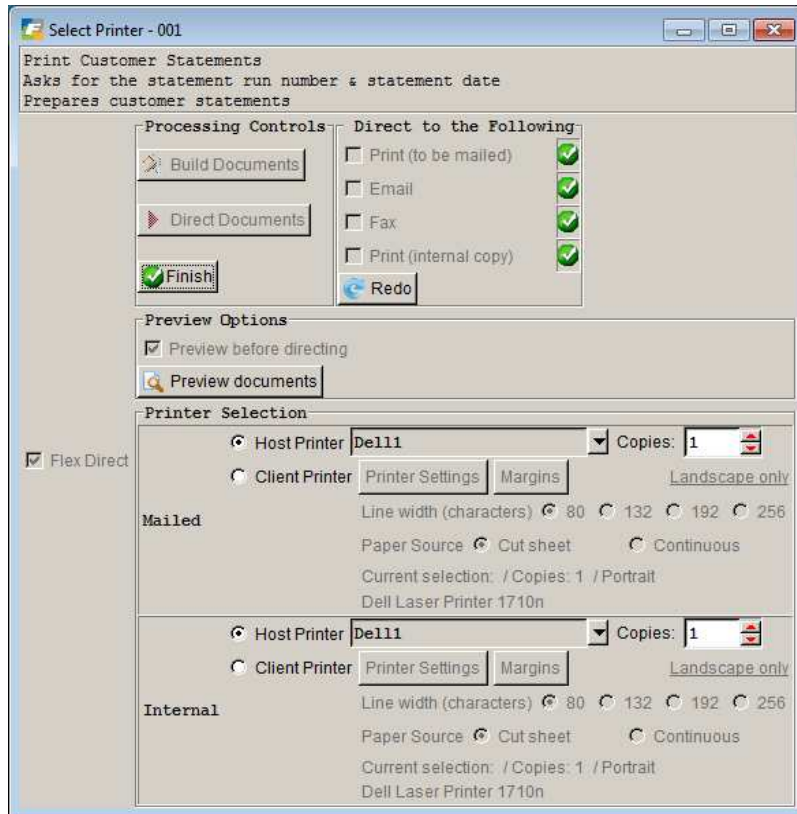 Select Printer - 001
Print Customer Statements
Asks for the statement run number & statement date
Prepares customer statements
Processing Controls
Build Documents
Direct Documents
Finish
Direct to the Following
Print (to be mailed)
Email
Fax
Print (internal copy)
Redo
Preview Options
Preview before directing
Preview documents
Flex Direct
Printer Selection
Mailed
Host Printer Dell1 Copies: 1
Client Printer Printer Settings Margins Landscape only
Line width (characters) 80 132 192 256
Paper Source Cut sheet Continuous
Current selection: / Copies: 1 / Portrait
Dell Laser Printer 1710n
Internal
Host Printer Dell1 Copies: 1
Client Printer Printer Settings Margins Landscape only
Line width (characters) 80 132 192 256
Paper Source Cut sheet Continuous
Current selection: / Copies: 1 / Portrait
Dell Laser Printer 1710n